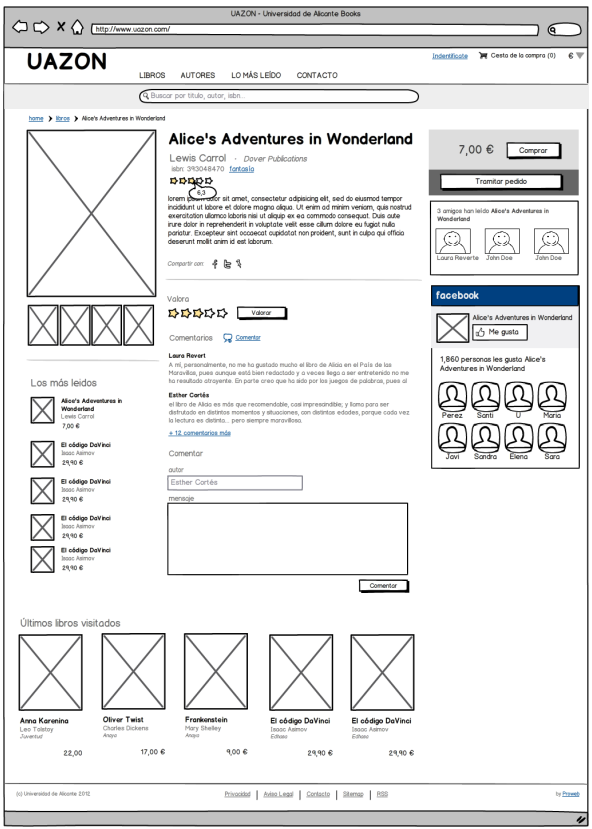 UAZON - Universidad de Alicante Books
http://www.uazon.com/
UAZON
Indentificate
Cesta de la compra (0)
€
LIBROS
AUTORES
LO MÁS LEÍDO
CONTACTO
Buscar por título, autor, isbn...
home > libros > Alice's Adventures in Wonderland
Alice's Adventures in Wonderland
Lewis Carrol · Dover Publications
isbn: 393048470 fantasía
6,3
lorem ipsum dolor sit amet, consectetur adipisicing elit, sed do eiusmod tempor
incididunt ut labore et dolore magna aliqua. Ut enim ad minim veniam, quis nostrud
exercitation ullamco laboris nisi ut aliquip ex ea commodo consequat. Duis aute
irure dolor in reprehenderit in voluptate velit esse cillum dolore eu fugiat nulla
pariatur. Excepteur sint occaecat cupidatat non proident, sunt in culpa qui officia
deserunt mollit anim id est laborum.
Compartir con:
7,00 €
Comprar
Tramitar pedido
3 amigos han leído Alice's Adventures in
Wonderland
Laura Reverte
John Doe
John Doe
facebook
Alice's Adventures in Wonderland
Me gusta
1,860 personas les gusta Alice's
Adventures in Wonderland
Perez
Santi
U
Maria
Javi
Sandra
Elena
Sara
Valora
Valorar
Comentarios
Comentar
Laura Revert
A mi, personalmente, no me ha gustado mucho el libro de Alicia en el País de las
Maravillas, pues aunque está bien redactado y a veces llega a ser entretenido no me
ha resultado atrayente. En parte creo que ha sido por los juegos de palabras, pues al
Esther Cortés
el libro de Alicia es más que recomendable, casi imprescindible; y llamo para ser
disfrutado en distintos momentos y situaciones, con distintas edades, porque cada vez
la lectura es distinta... pero siempre maravillosa.
+ 12 comentarios más
Comentar
autor
Esther Cortés
mensaje
Comentar
Los más leidos
Alice's Adventures in
Wonderland
Lewis Carrol
7,00 €
El código DaVinci
Isaac Asimov
29,90 €
El código DaVinci
Isaac Asimov
29,90 €
El código DaVinci
Isaac Asimov
29,90 €
El código DaVinci
Isaac Asimov
29,90 €
Últimos libros visitados
Anna Karenina
Leo Tolstoy
Juventud
22,00
Oliver Twist
Charles Dickens
Anaya
17,00 €
Frankenstein
Mary Shelley
Anaya
9,00 €
El código DaVinci
Isaac Asimov
Edhasa
29,90 €
El código DaVinci
Isaac Asimov
Edhasa
29,90 €
(c) Universidad de Alicante 2012
Privacidad | Aviso Legal | Contacto | Sitemap | RSS
by Proweb